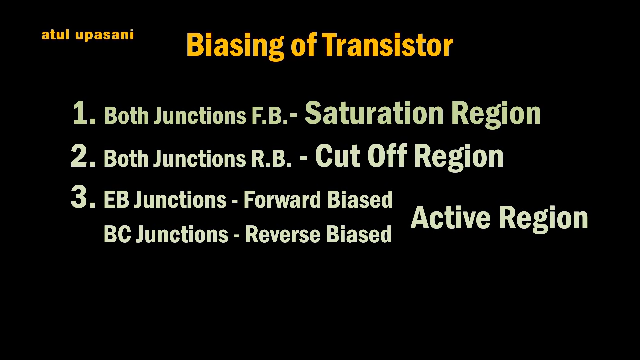 atul upasani
Biasing of Transistor
1. Both Junctions F.B.- Saturation Region
2. Both Junctions R.B. - Cut Off Region
3. EB Junctions - Forward Biased
BC Junctions - Reverse Biased
Active Region